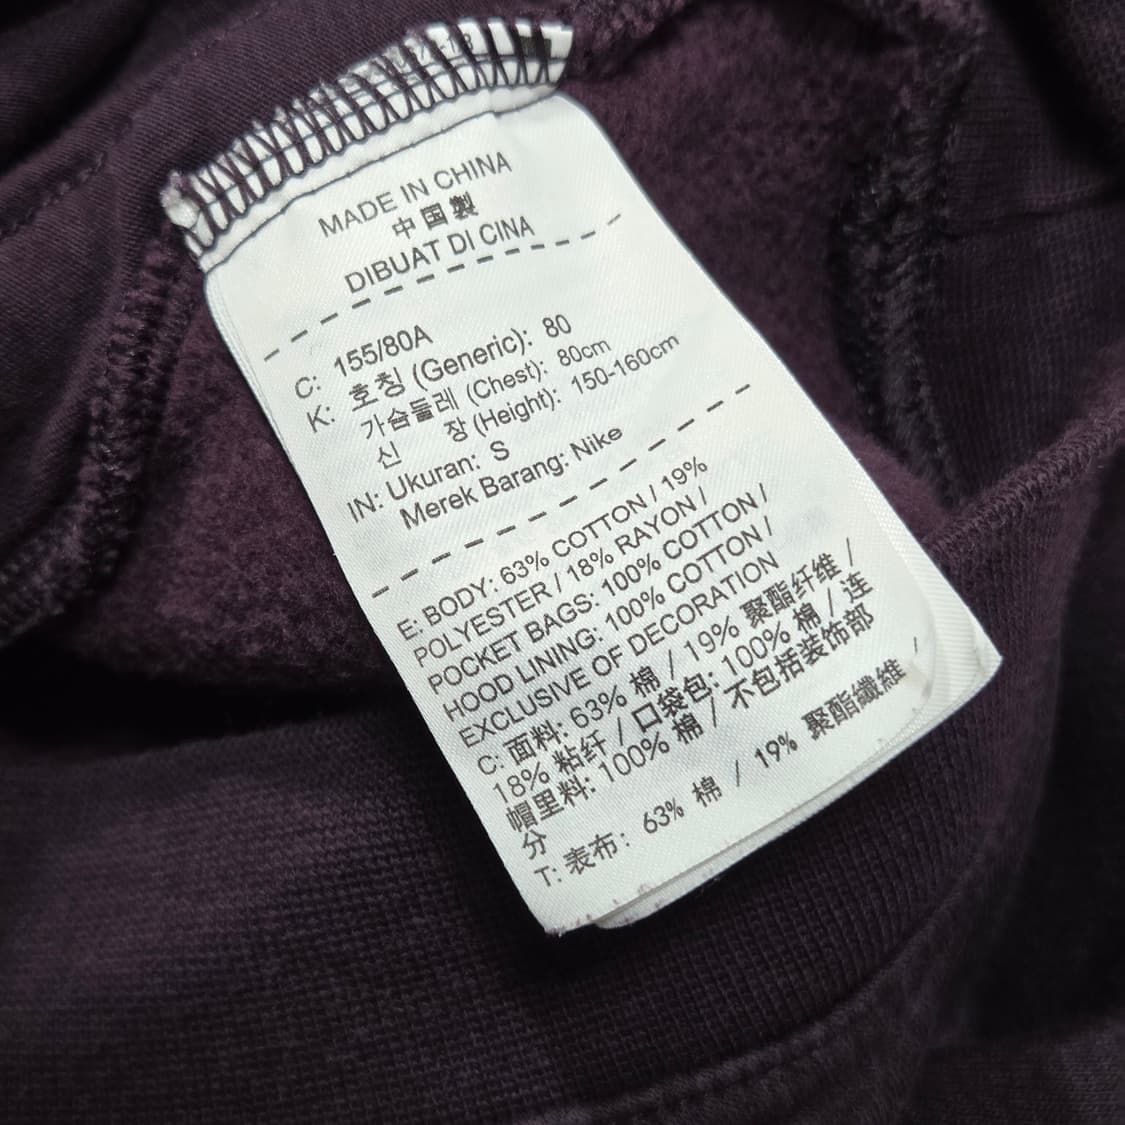 MADE IN CHINA
中国製
DIBUAT DI CINA
C: 155/80A
K: 호칭 (Generic): 80
가슴둘레 (Chest): 80cm
신 장 (Height): 150-160cm
IN: Ukuran: S
Merek Barang: Nike
E: BODY: 63% COTTON / 19%
POLYESTER / 18% RAYON /
POCKET BAGS: 100% COTTON /
HOOD LINING: 100% COTTON /
EXCLUSIVE OF DECORATION
C: 面料: 63% 棉 / 19% 聚酯纤维 /
18% 粘纤 / 口袋包: 100% 棉 / 连
帽里料: 100% 棉 / 不包括装饰部
分
T: 表布: 63% 棉 / 19% 聚酯纖維 /